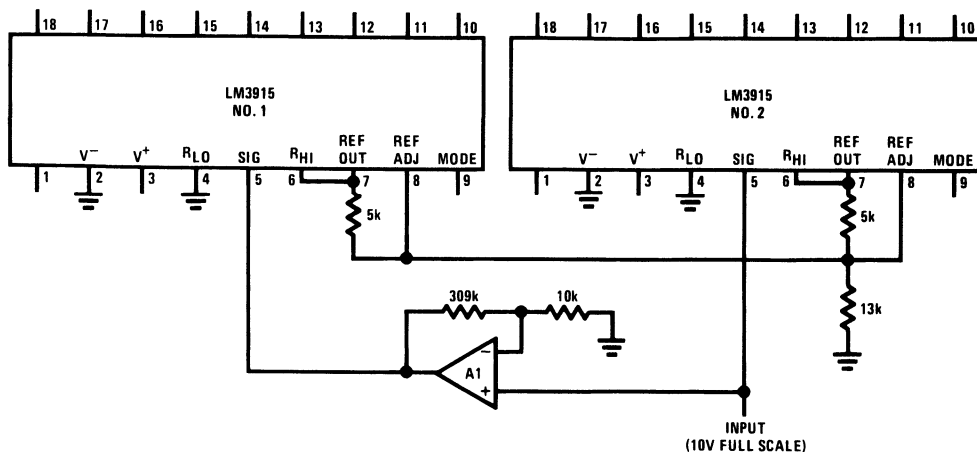 18 17 16 15 14 13 12 11 10
LM3915
NO. 1
V⁻ V⁺ RLO SIG RHI REF OUT REF ADJ MODE
1 2 3 4 5 6 7 8 9
5k
18 17 16 15 14 13 12 11 10
LM3915
NO. 2
V⁻ V⁺ RLO SIG RHI REF OUT REF ADJ MODE
1 2 3 4 5 6 7 8 9
5k
13k
309k
10k
−
A1
+
INPUT
(10V FULL SCALE)